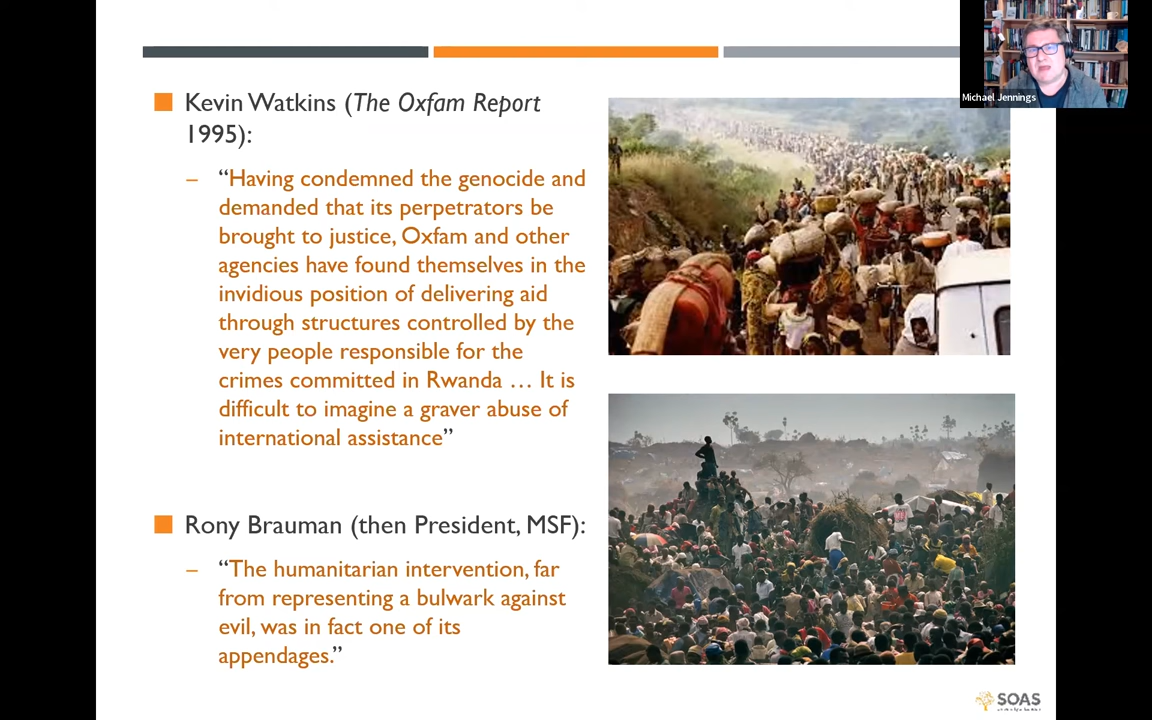 Kevin Watkins (The Oxfam Report
1995):
– “Having condemned the genocide and
demanded that its perpetrators be
brought to justice, Oxfam and other
agencies have found themselves in the
invidious position of delivering aid
through structures controlled by the
very people responsible for the
crimes committed in Rwanda … It is
difficult to imagine a graver abuse of
international assistance”
Rony Brauman (then President, MSF):
– “The humanitarian intervention, far
from representing a bulwark against
evil, was in fact one of its
appendages.”
Michael Jennings
SOAS